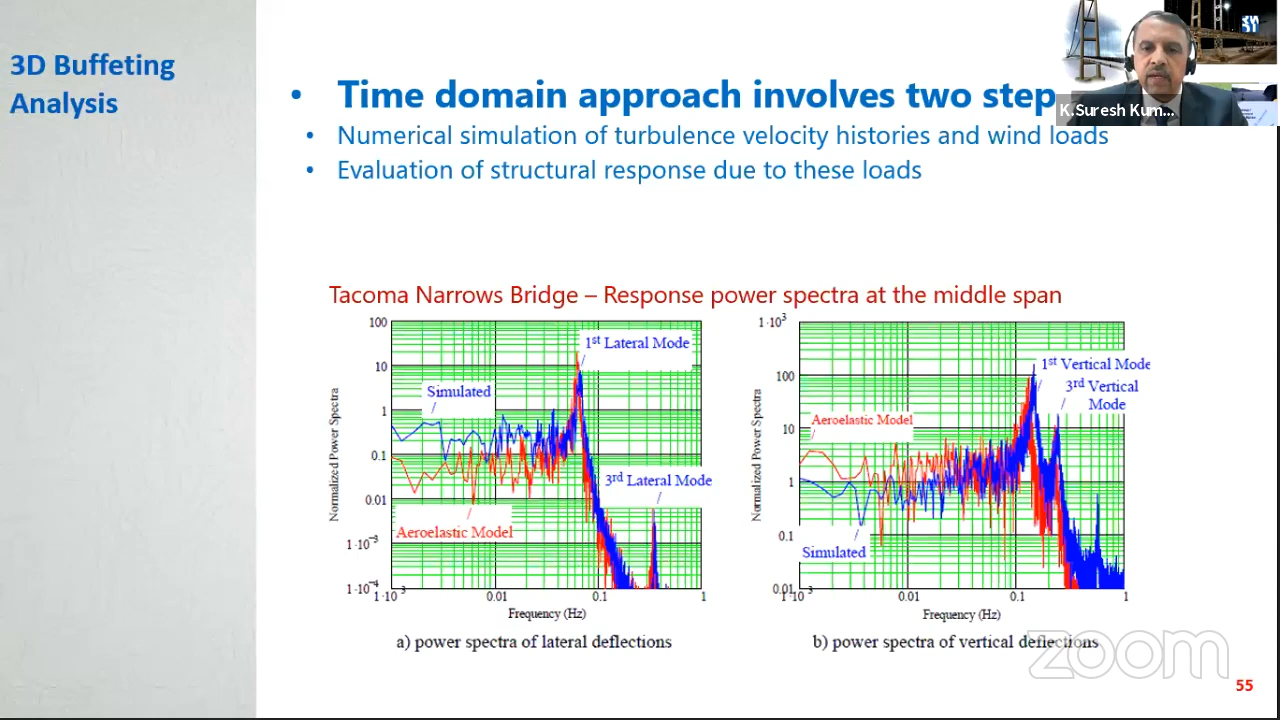 3D Buffeting
Analysis
• Time domain approach involves two step
• Numerical simulation of turbulence velocity histories and wind loads
• Evaluation of structural response due to these loads
K.Suresh Kum...
Tacoma Narrows Bridge – Response power spectra at the middle span
100
10
1
0.1
0.01
1·10⁻³
1·10⁻⁴
Normalized Power Spectra
1st Lateral Mode
Simulated
3rd Lateral Mode
Aeroelastic Model
1·10⁻³
0.01
0.1
1
Frequency (Hz)
a) power spectra of lateral deflections
1·10³
100
10
1
0.1
0.01
Normalized Power Spectra
1st Vertical Mode
3rd Vertical
Mode
Aeroelastic Model
Simulated
1·10⁻³
0.01
0.1
1
Frequency (Hz)
b) power spectra of vertical deflections
zoom
55